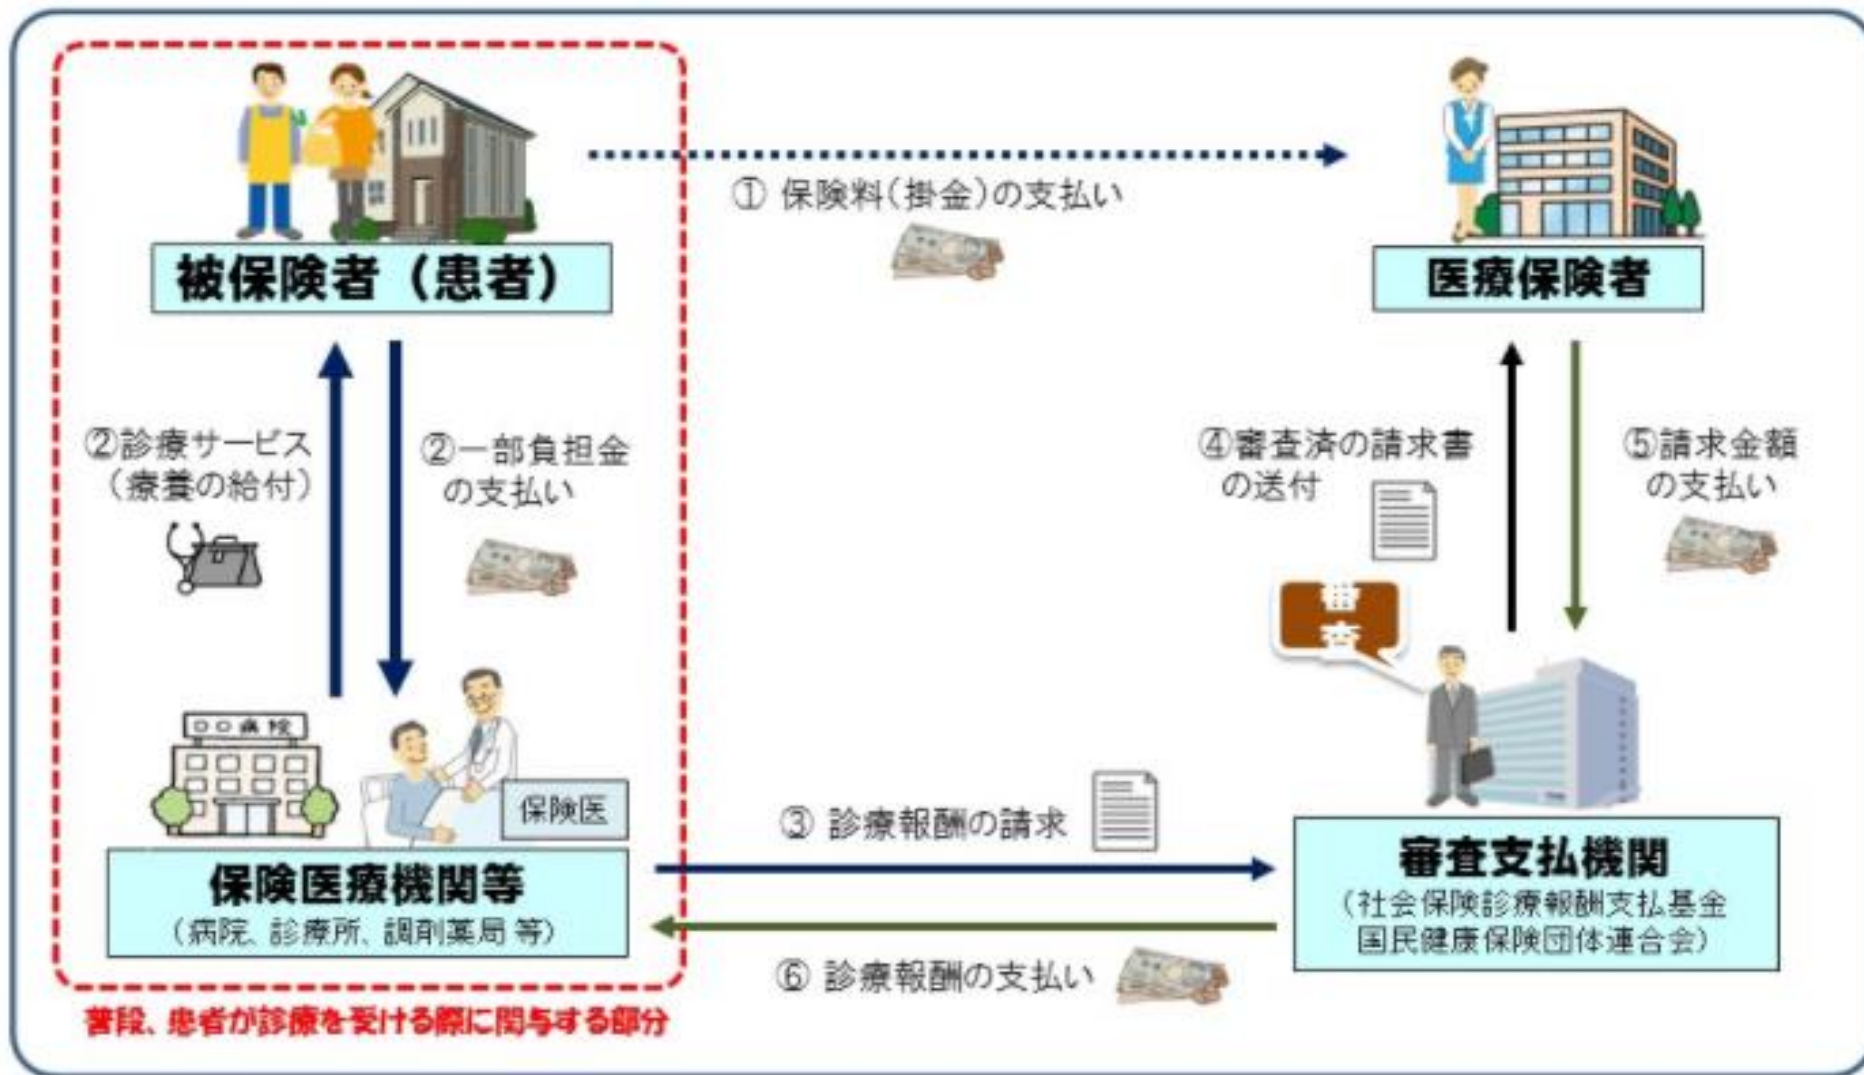 ① 保険料(掛金)の支払い
被保険者（患者）
医療保険者
②診療サービス
（療養の給付）
②一部負担金
の支払い
④審査済の請求書
の送付
⑤請求金額
の支払い
審
査
□□病院
保険医
③ 診療報酬の請求
保険医療機関等
（病院、診療所、調剤薬局 等）
審査支払機関
（社会保険診療報酬支払基金
国民健康保険団体連合会）
⑥ 診療報酬の支払い
普段、患者が診療を受ける際に関与する部分